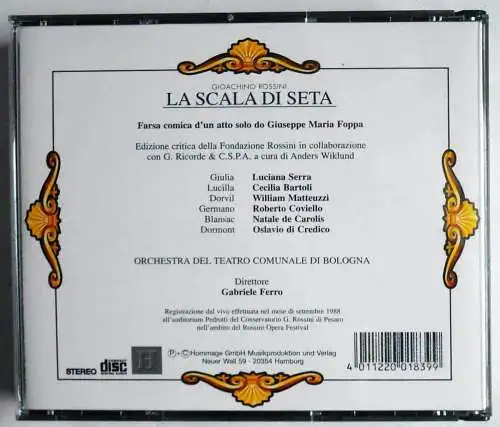 GIOACHINO ROSSINI
LA SCALA DI SETA
Farsa comica d'un atto solo do Giuseppe Maria Foppa
Edizione critica della Fondazione Rossini in collaborazione
con G. Ricorde & C.S.P.A. a cura di Anders Wiklund
Giulia Luciana Serra
Lucilla Cecilia Bartoli
Dorvil William Matteuzzi
Germano Roberto Coviello
Blansac Natale de Carolis
Dormont Oslavio di Credico
ORCHESTRA DEL TEATRO COMUNALE DI BOLOGNA
Direttore
Gabriele Ferro
Registrazione dal vivo effettuata nel mese di settembre 1988
all'auditorium Pedrotti del Conservatorio G. Rossini di Pesaro
nell'ambito del Rossini Opera Festival
STEREO
COMPACT
disc
DIGITAL AUDIO
H
℗+©Hommage GmbH Musikproduktion und Verlag
Neuer Wall 59 - 20354 Hamburg
4 011220 018399